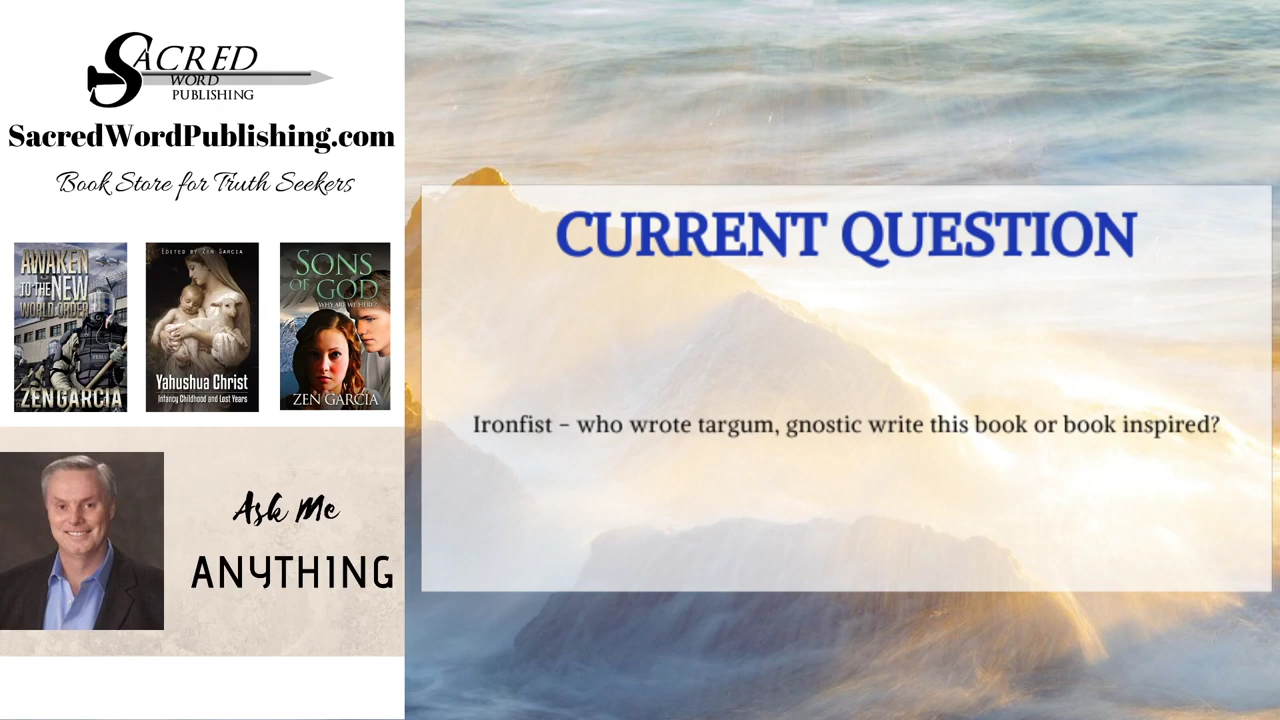 SACRED
WORD
PUBLISHING
SacredWordPublishing.com
Book Store for Truth Seekers
AWAKEN
TO THE NEW
WORLD ORDER
ZEN GARCIA
EDITED BY ZEN GARCIA
Yahushua Christ
Infancy Childhood and Lost Years
SONS
OF GOD
WHY ARE WE HERE?
ZEN GARCIA
Ask Me
ANYTHING
CURRENT QUESTION
Ironfist - who wrote targum, gnostic write this book or book inspired?